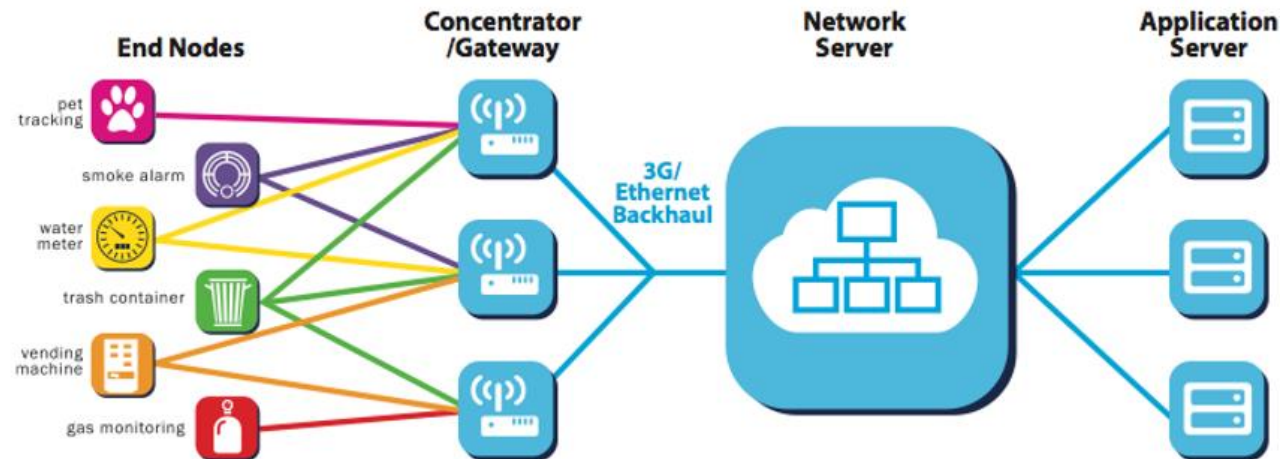 End Nodes
Concentrator
/Gateway
Network
Server
Application
Server
pet
tracking
smoke alarm
water
meter
trash container
vending
machine
gas monitoring
3G/
Ethernet
Backhaul